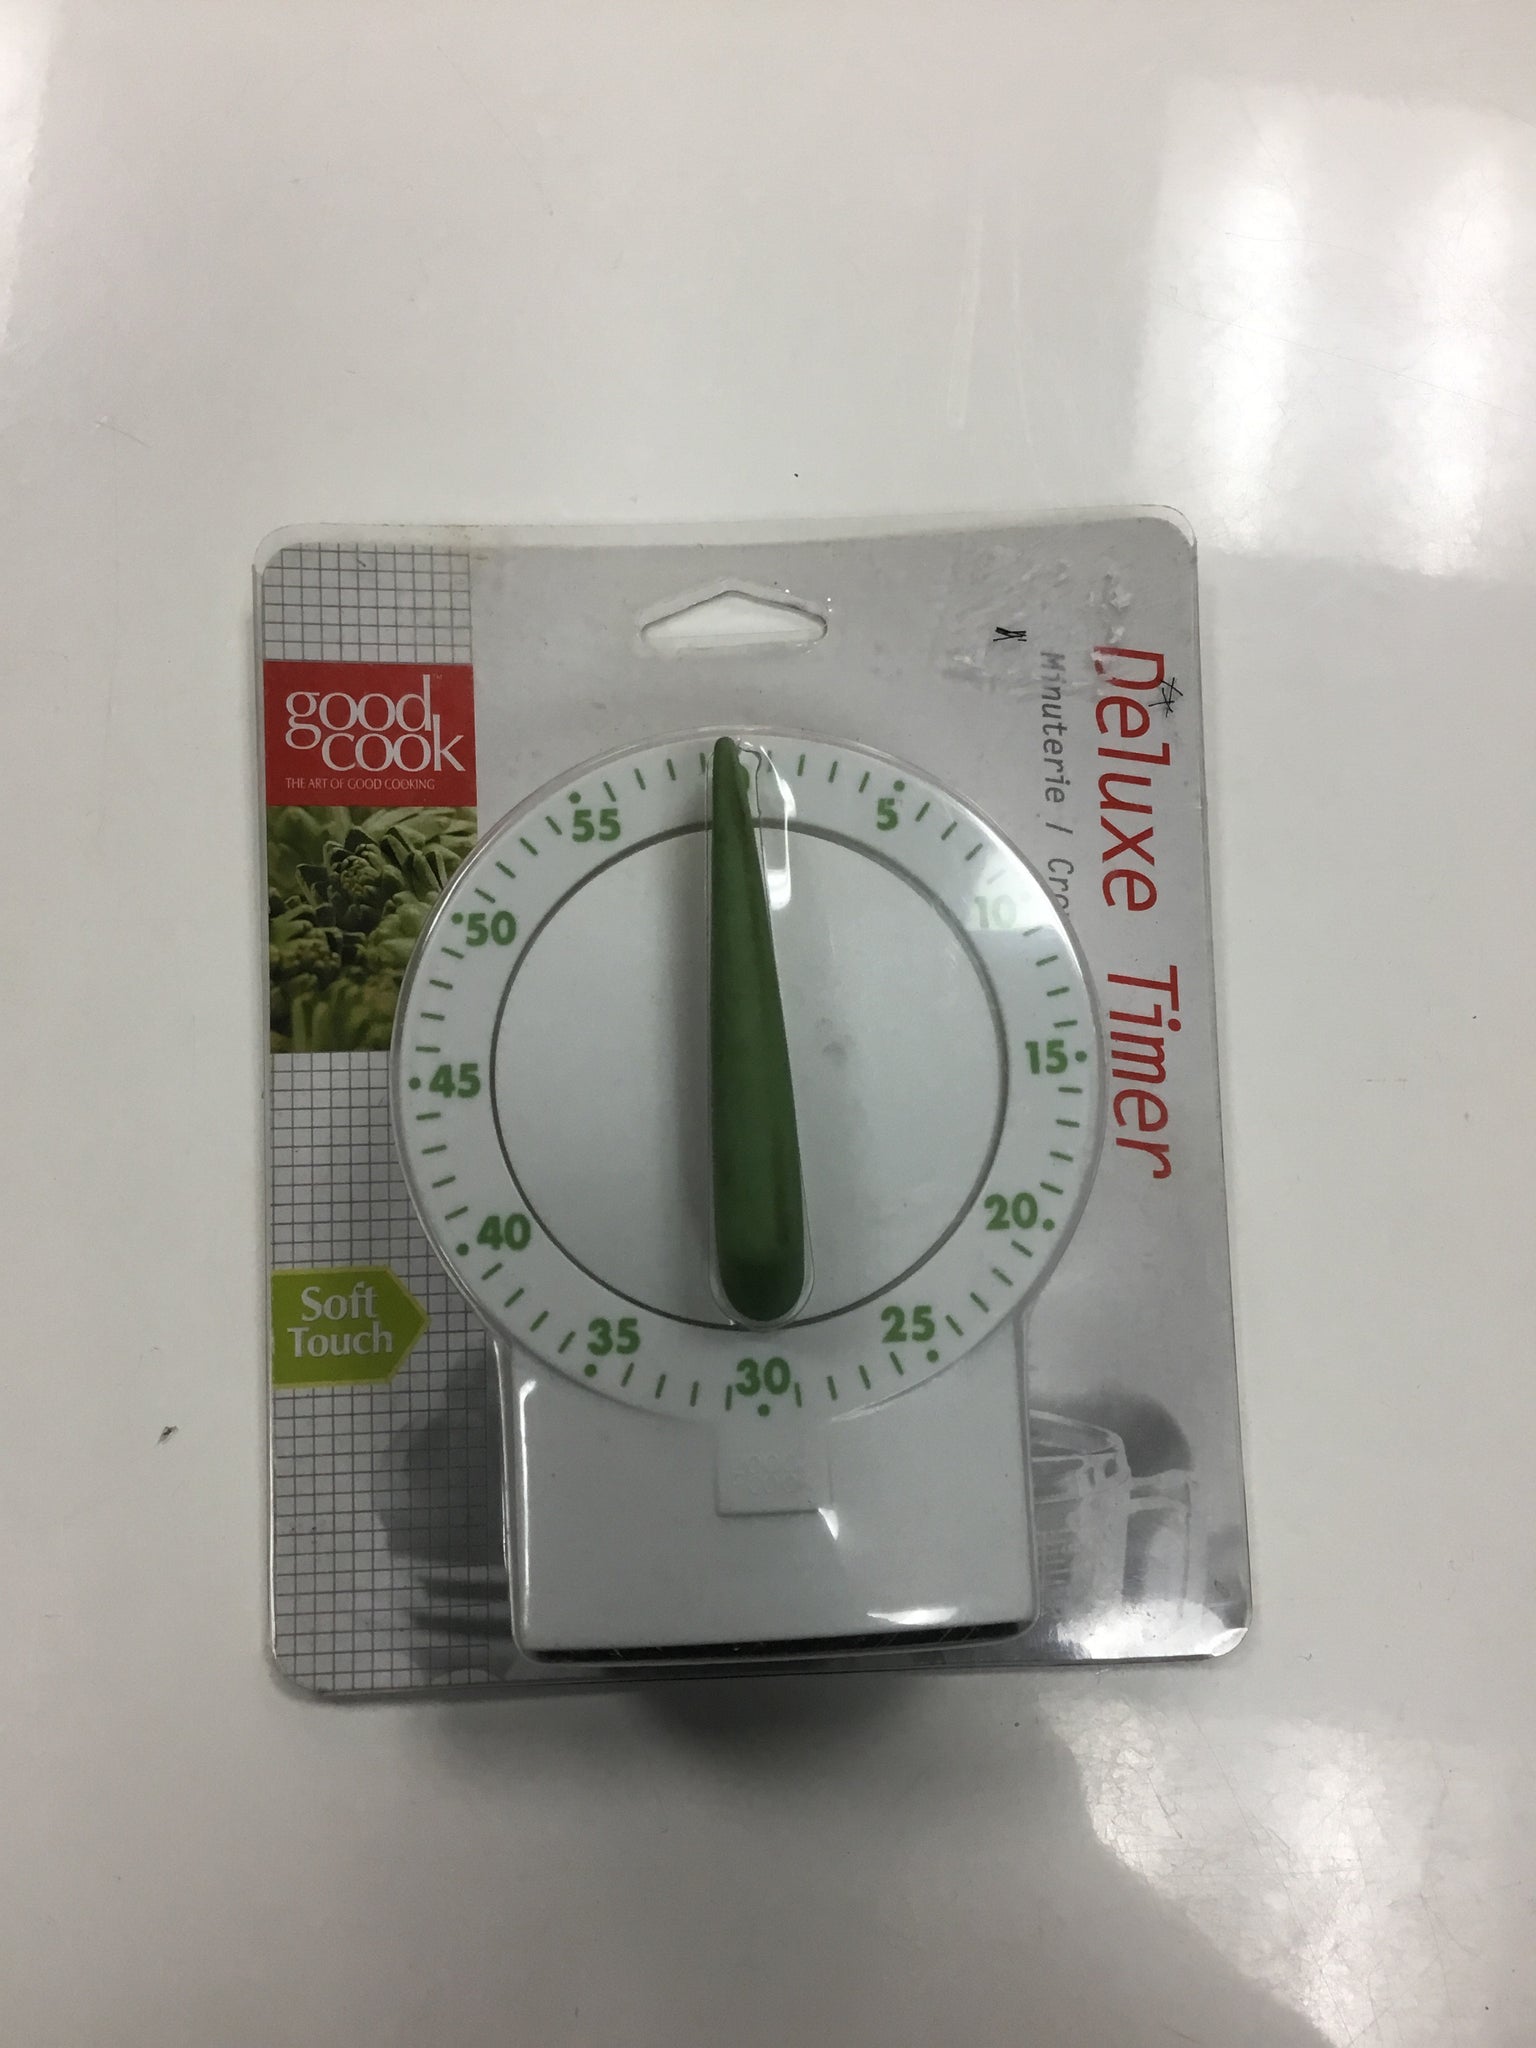 good
cook™
THE ART OF GOOD COOKING
Deluxe Timer
Minuterie /
5
10
15
20
25
30
35
40
45
50
55
Soft
Touch